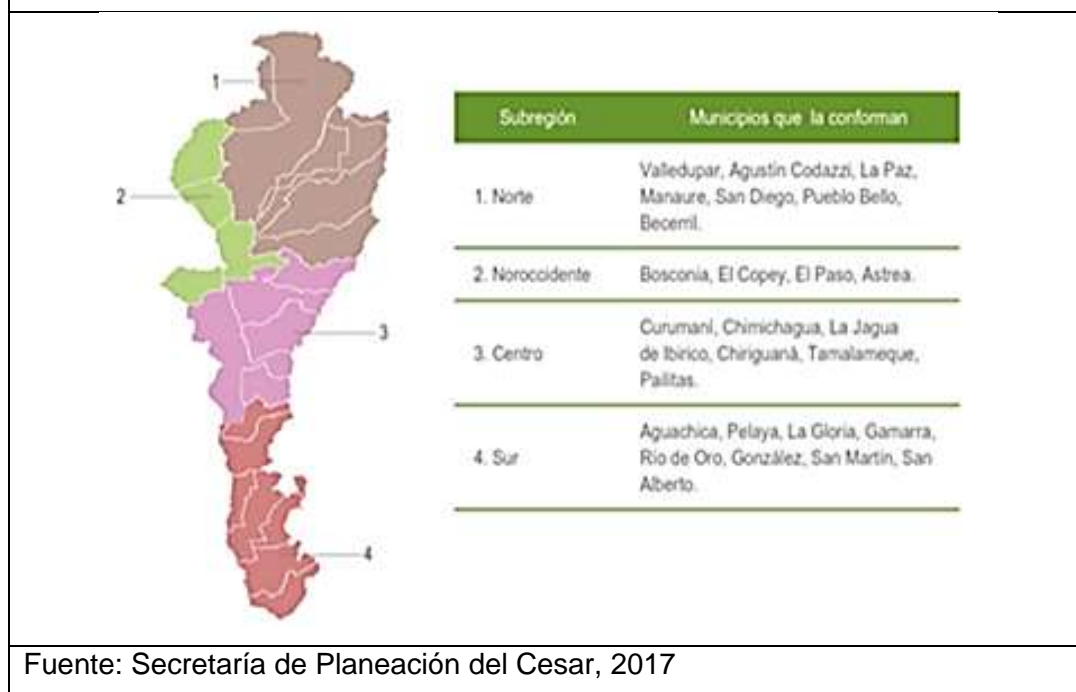 1
2
3
4
Subregión Municipios que la conforman
1. Norte
Valledupar, Agustín Codazzi, La Paz,
Manaure, San Diego, Pueblo Bello,
Becerril.
2. Noroccidente
Bosconia, El Copey, El Paso, Astrea.
3. Centro
Curumaní, Chimichagua, La Jagua
de Ibirico, Chiriguaná, Tamalameque,
Pailitas.
4. Sur
Aguachica, Pelaya, La Gloria, Gamarra,
Río de Oro, González, San Martín, San
Alberto.
Fuente: Secretaría de Planeación del Cesar, 2017